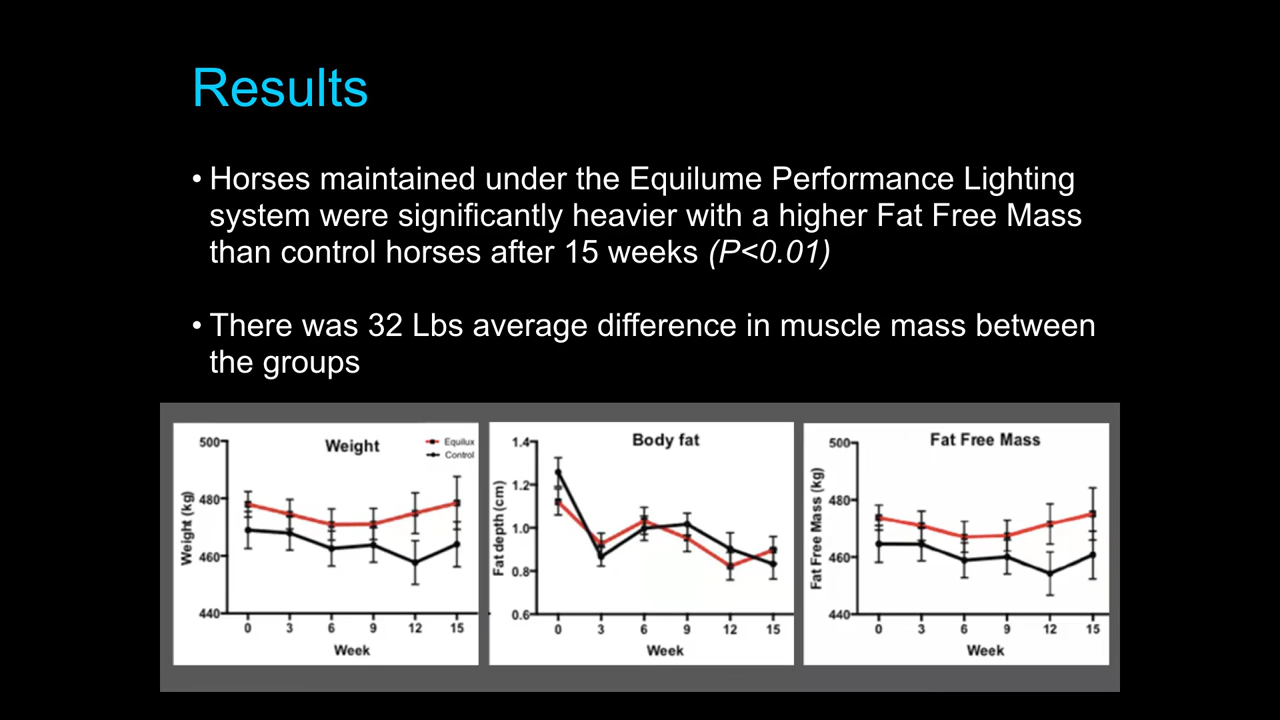 Results
• Horses maintained under the Equilume Performance Lighting
system were significantly heavier with a higher Fat Free Mass
than control horses after 15 weeks (P<0.01)
• There was 32 Lbs average difference in muscle mass between
the groups
Weight
Equilux
Control
Weight (kg)
500
480
460
440
0 3 6 9 12 15
Week
Body fat
Fat depth (cm)
1.4
1.2
1.0
0.8
0.6
0 3 6 9 12 15
Week
Fat Free Mass
Fat Free Mass (kg)
500
480
460
440
0 3 6 9 12 15
Week